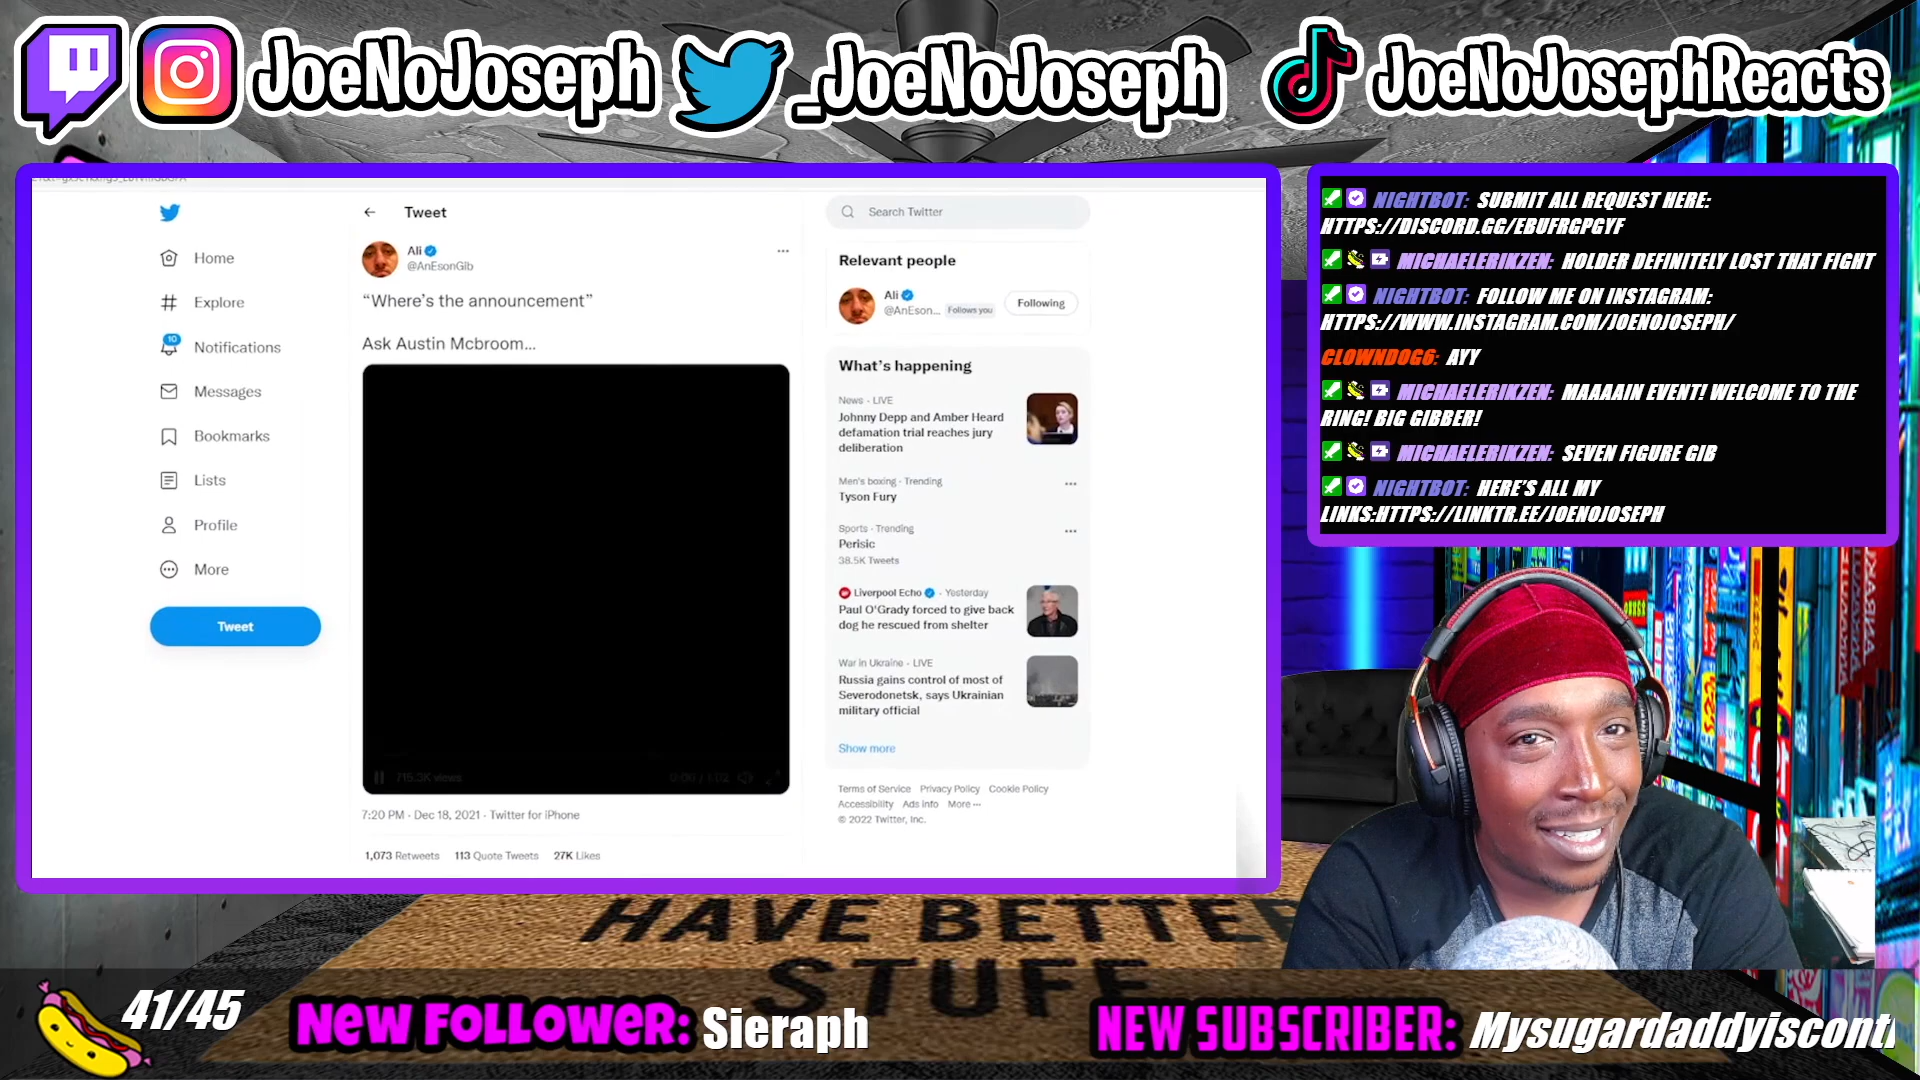 JoeNoJoseph
_JoeNoJoseph
JoeNoJosephReacts
Tweet
Ali
@AnEsonGib
“Where’s the announcement”
Ask Austin Mcbroom...
715.3K views
7:20 PM · Dec 18, 2021 · Twitter for iPhone
1,073 Retweets 113 Quote Tweets 27K Likes
Home
Explore
10
Notifications
Messages
Bookmarks
Lists
Profile
More
Tweet
Search Twitter
Relevant people
Ali
@AnEson... Follows you
Following
What’s happening
News · LIVE
Johnny Depp and Amber Heard
defamation trial reaches jury
deliberation
Men's boxing · Trending
Tyson Fury
Sports · Trending
Perisic
38.5K Tweets
Liverpool Echo · Yesterday
Paul O'Grady forced to give back
dog he rescued from shelter
War in Ukraine · LIVE
Russia gains control of most of
Severodonetsk, says Ukrainian
military official
Show more
Terms of Service Privacy Policy Cookie Policy
Accessibility Ads info More ...
© 2022 Twitter, Inc.
NIGHTBOT: SUBMIT ALL REQUEST HERE:
HTTPS://DISCORD.GG/EBUFRGPGYF
MICHAELERIKZEN: HOLDER DEFINITELY LOST THAT FIGHT
NIGHTBOT: FOLLOW ME ON INSTAGRAM:
HTTPS://WWW.INSTAGRAM.COM/JOENOJOSEPH/
CLOWNDOG6: AYY
MICHAELERIKZEN: MAAAAIN EVENT! WELCOME TO THE
RING! BIG GIBBER!
MICHAELERIKZEN: SEVEN FIGURE GIB
NIGHTBOT: HERE'S ALL MY
LINKS:HTTPS://LINKTR.EE/JOENOJOSEPH
HAVE BETTER
STUFF
41/45
NEW FOLLOWER: Sieraph
NEW SUBSCRIBER: Mysugardaddyisconti